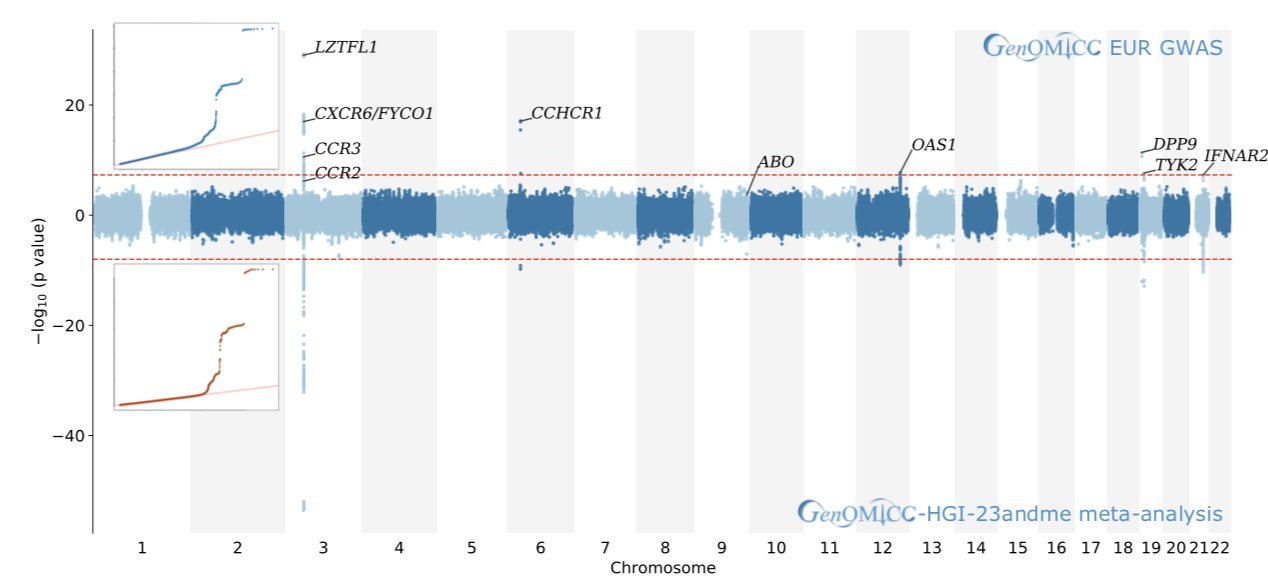 LZTFL1
GenOMICC EUR GWAS
20
CXCR6/FYCO1
CCHCR1
CCR3
CCR2
ABO
OAS1
DPP9
TYK2
IFNAR2
0
−20
−40
−log10 (p value)
GenOMICC-HGI-23andme meta-analysis
1 2 3 4 5 6 7 8 9 10 11 12 13 14 15 16 17 18 19 20 21 22
Chromosome